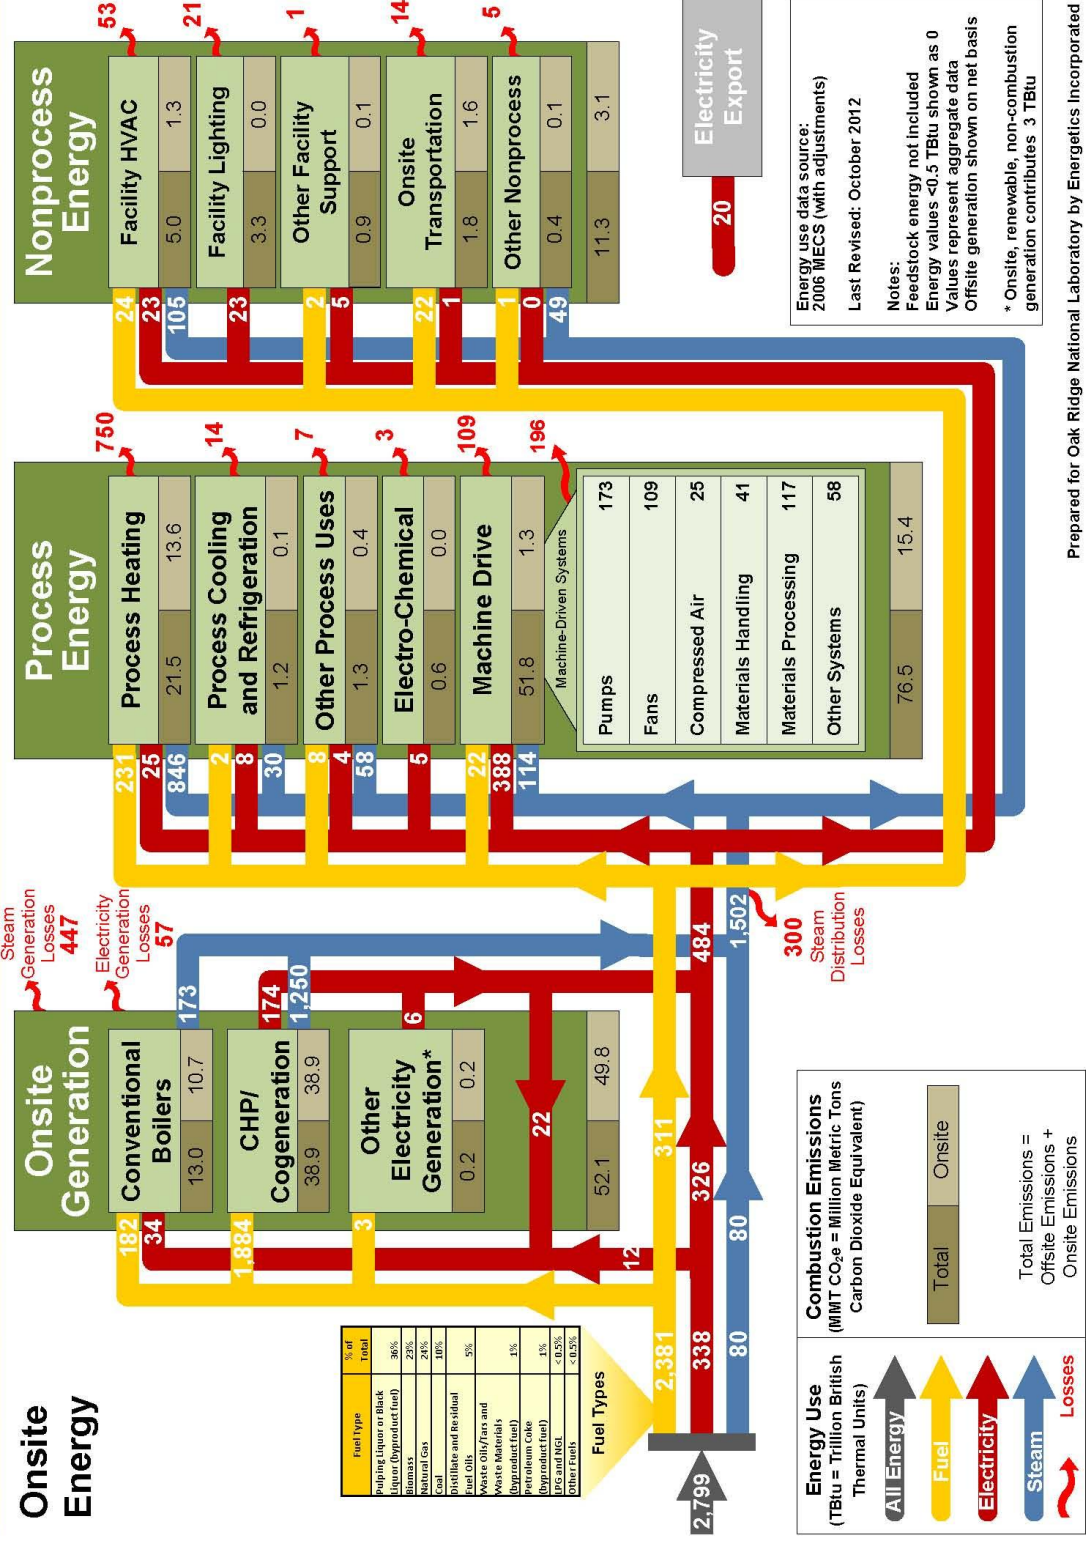 Onsite
Energy
Fuel Type
% of
Total
Pulping Liquor or Black
Liquor (byproduct fuel)
36%
Biomass
23%
Natural Gas
24%
Coal
10%
Distillate and Residual
Fuel Oils
5%
Waste Oils/Tars and
Waste Materials
(byproduct fuel)
1%
Petroleum Coke
(byproduct fuel)
1%
LPG and NGL
< 0.5%
Other Fuels
< 0.5%
Fuel Types
2,799
2,381
338
80
12
22
311
326
80
Onsite
Generation
182
34
Conventional
Boilers
13.0
10.7
173
1,884
CHP/
Cogeneration
38.9
38.9
174
1,250
3
Other
Electricity
Generation*
0.2
0.2
6
52.1
49.8
Steam
Generation
Losses
447
Electricity
Generation
Losses
57
484
1,502
300
Steam
Distribution
Losses
Process
Energy
231
25
846
Process Heating
21.5
13.6
750
2
8
30
Process Cooling
and Refrigeration
1.2
0.1
14
8
4
58
Other Process Uses
1.3
0.4
7
5
Electro-Chemical
0.6
0.0
3
22
388
114
Machine Drive
51.8
1.3
109
196
Machine-Driven Systems
Pumps
173
Fans
109
Compressed Air
25
Materials Handling
41
Materials Processing
117
Other Systems
58
76.5
15.4
Nonprocess
Energy
24
23
105
Facility HVAC
5.0
1.3
53
23
Facility Lighting
3.3
0.0
21
2
5
Other Facility
Support
0.9
0.1
1
22
1
Onsite
Transportation
1.8
1.6
14
1
0
49
Other Nonprocess
0.4
0.1
5
11.3
3.1
20
Electricity
Export
Energy Use
(TBtu = Trillion British
Thermal Units)
All Energy
Fuel
Electricity
Steam
Losses
Combustion Emissions
(MMT CO₂e = Million Metric Tons
Carbon Dioxide Equivalent)
Total
Onsite
Total Emissions =
Offsite Emissions +
Onsite Emissions
Energy use data source:
2006 MECS (with adjustments)
Last Revised: October 2012
Notes:
Feedstock energy not included
Energy values <0.5 TBtu shown as 0
Values represent aggregate data
Offsite generation shown on net basis
* Onsite, renewable, non-combustion
generation contributes 3 TBtu
Prepared for Oak Ridge National Laboratory by Energetics Incorporated